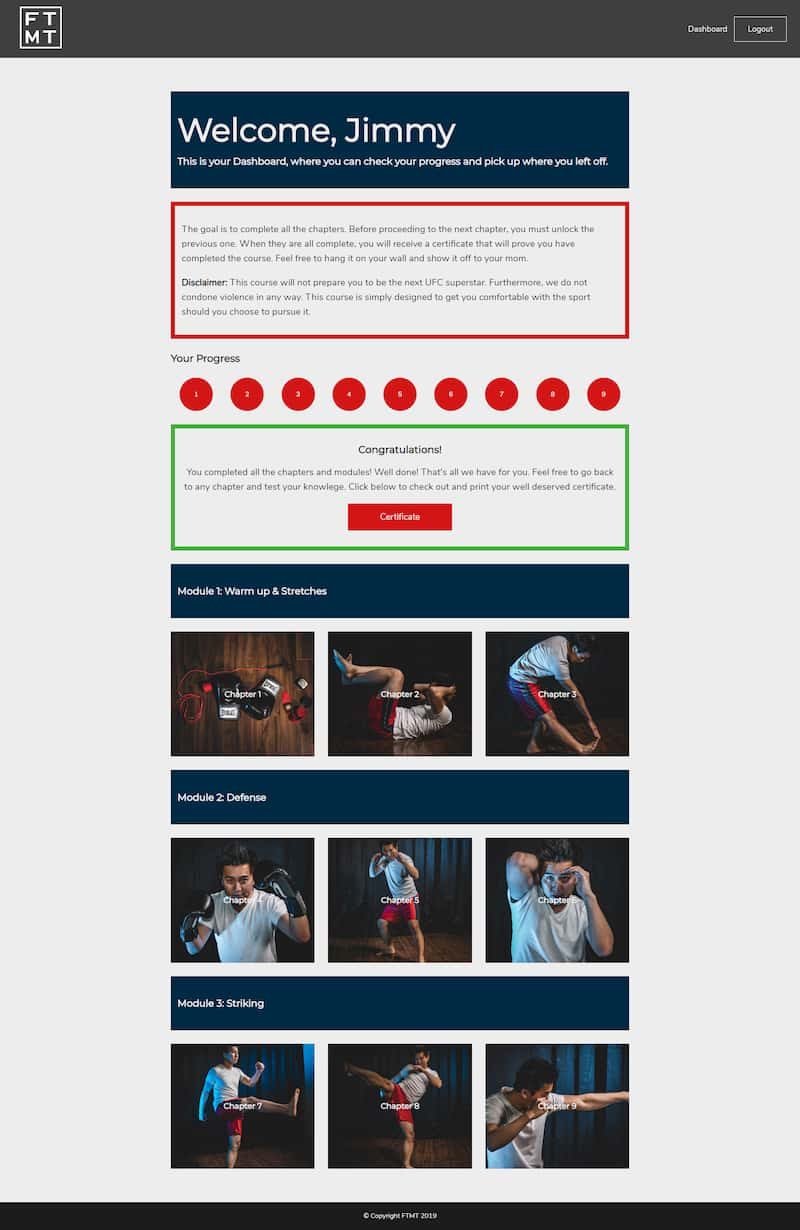 FT
MT
Dashboard Logout
Welcome, Jimmy
This is your Dashboard, where you can check your progress and pick up where you left off.
The goal is to complete all the chapters. Before proceeding to the next chapter, you must unlock the
previous one. When they are all complete, you will receive a certificate that will prove you have
completed the course. Feel free to hang it on your wall and show it off to your mom.
Disclaimer: This course will not prepare you to be the next UFC superstar. Furthermore, we do not
condone violence in any way. This course is simply designed to get you comfortable with the sport
should you choose to pursue it.
Your Progress
1 2 3 4 5 6 7 8 9
Congratulations!
You completed all the chapters and modules! Well done! That's all we have for you. Feel free to go back
to any chapter and test your knowlege. Click below to check out and print your well deserved certificate.
Certificate
Module 1: Warm up & Stretches
Chapter 1 Chapter 2 Chapter 3
Module 2: Defense
Chapter 4 Chapter 5 Chapter 6
Module 3: Striking
Chapter 7 Chapter 8 Chapter 9
© Copyright FTMT 2019